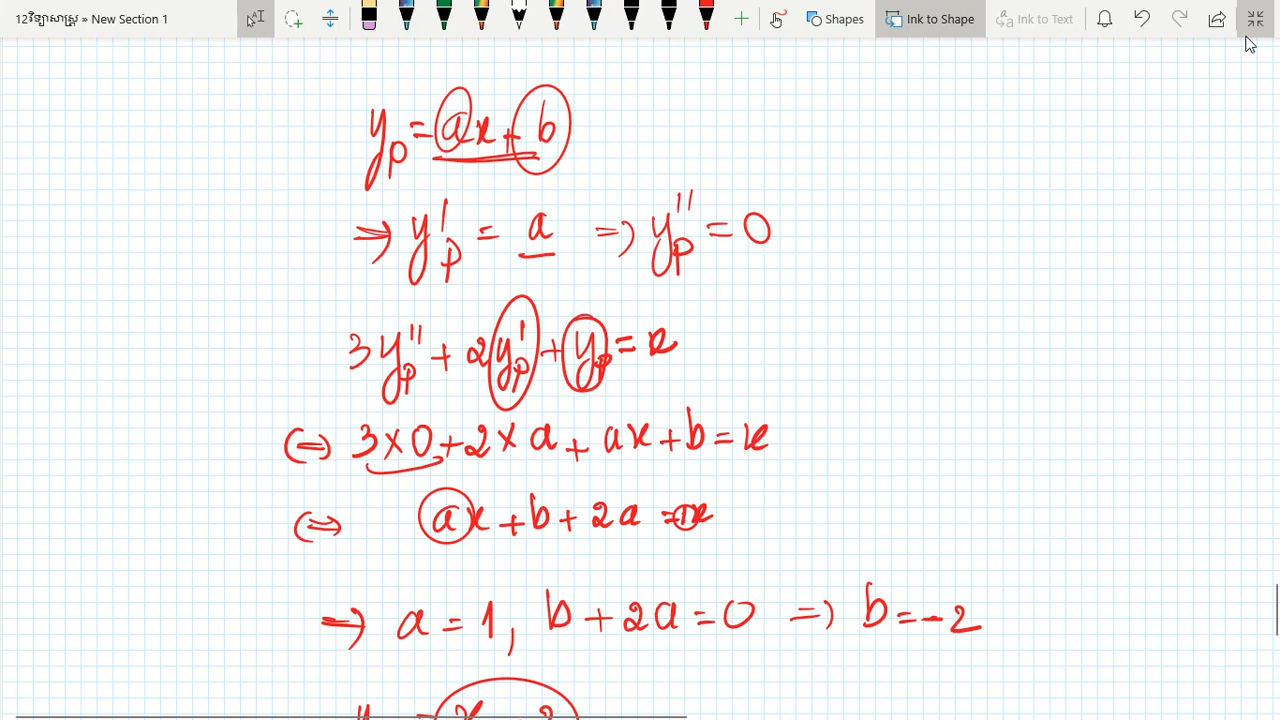 12វិទ្យាសាស្រ្ត » New Section 1
Shapes Ink to Shape Ink to Text
yp = ax + b
⇒ y'p = a ⇒ y''p = 0
3y''p + 2y'p + yp = x
⇔ 3 × 0 + 2 × a + ax + b = x
⇔ ax + b + 2a = 1x
⇒ a = 1, b + 2a = 0 ⇒ b = -2